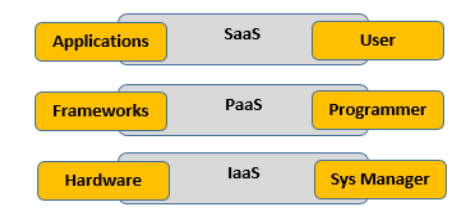 Applications SaaS User
Frameworks PaaS Programmer
Hardware IaaS Sys Manager